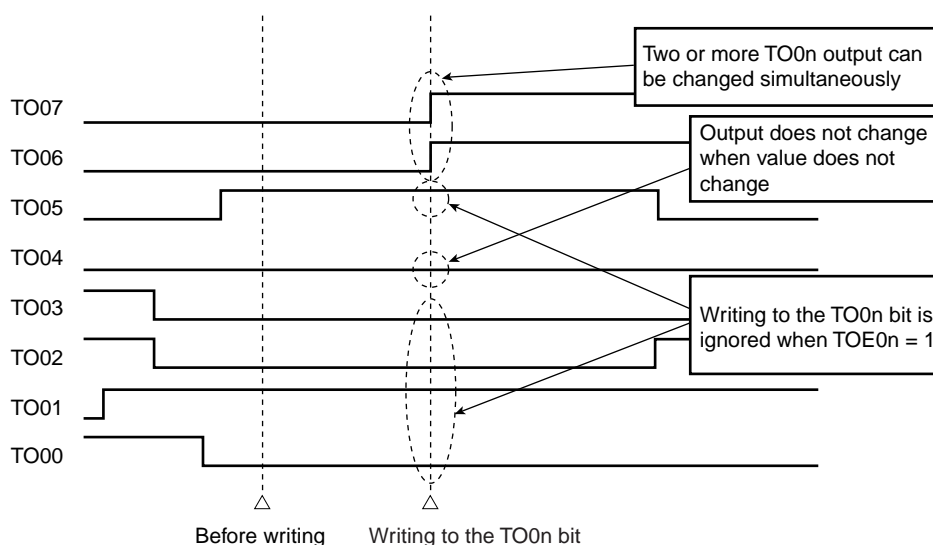 Two or more TO0n output can
be changed simultaneously
TO07
Output does not change
when value does not
change
TO06
TO05
TO04
TO03
Writing to the TO0n bit is
ignored when TOE0n = 1
TO02
TO01
TO00
Before writing
Writing to the TO0n bit